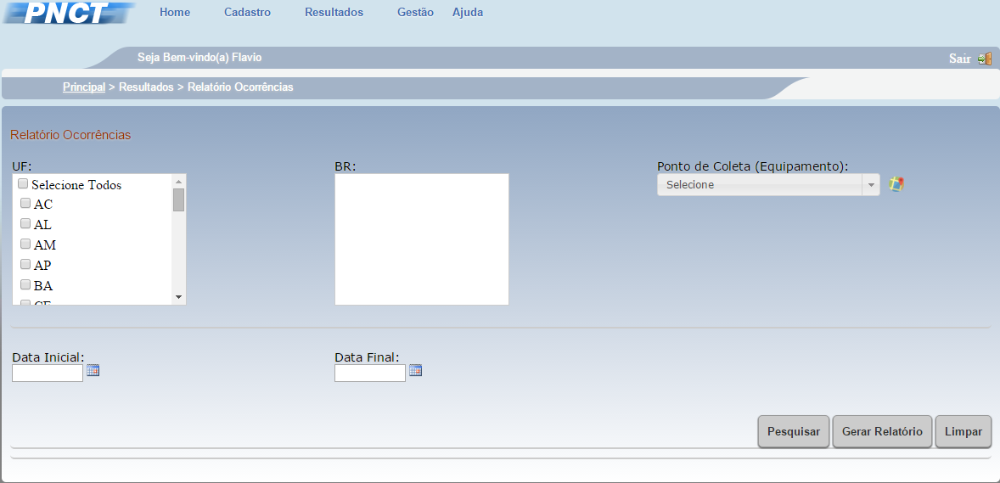 PNCT
Home Cadastro Resultados Gestão Ajuda
Seja Bem-vindo(a) Flavio
Sair
Principal > Resultados > Relatório Ocorrências
Relatório Ocorrências
UF:
Selecione Todos
AC
AL
AM
AP
BA
CE
BR:
Ponto de Coleta (Equipamento):
Selecione
Data Inicial:
Data Final:
Pesquisar Gerar Relatório Limpar